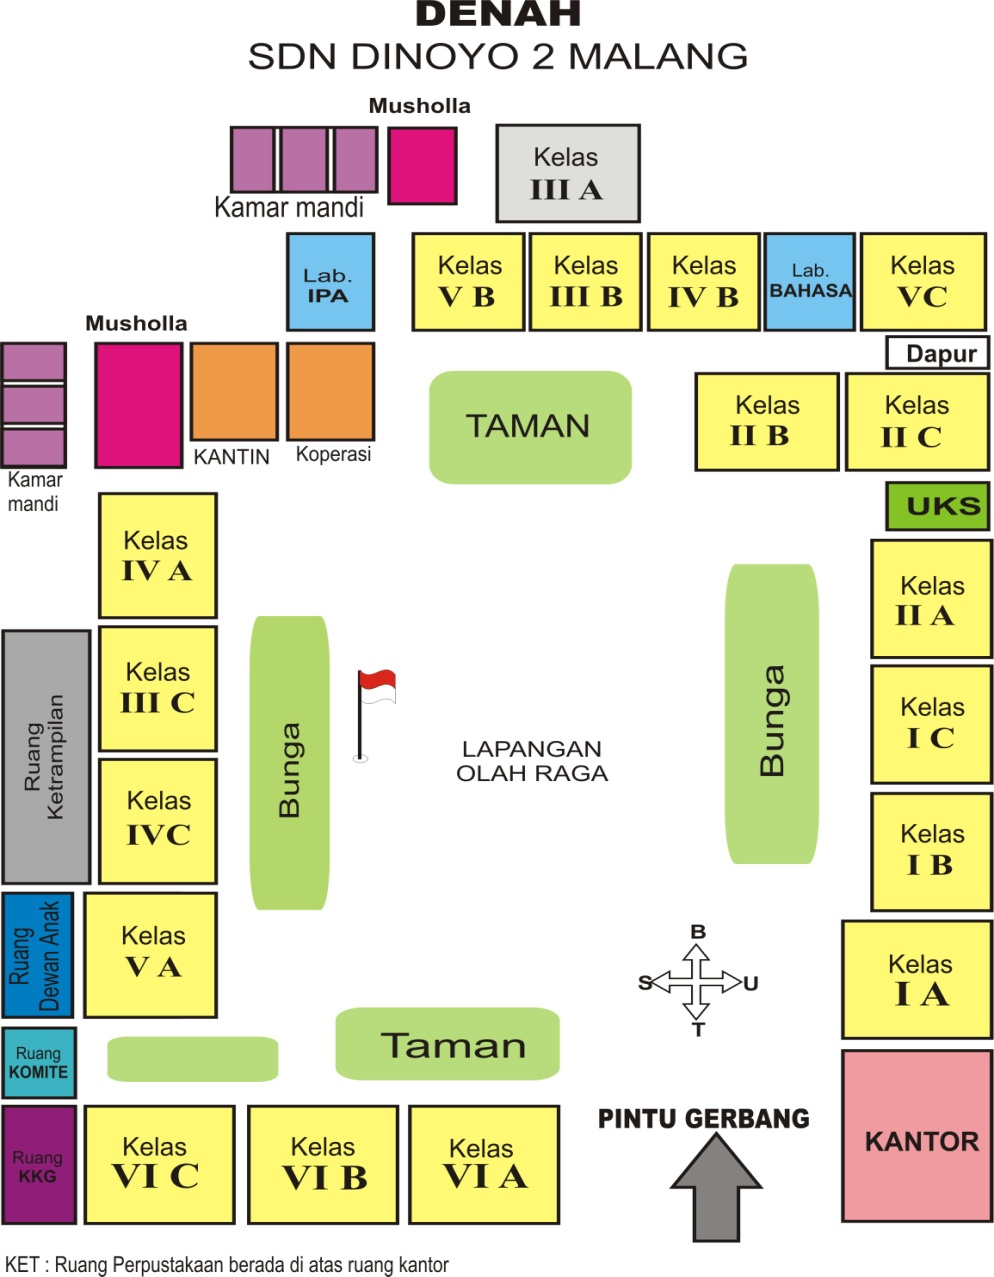 DENAH
SDN DINOYO 2 MALANG
Musholla
Kamar mandi
Kelas
III A
Lab.
IPA
Kelas
V B
Kelas
III B
Kelas
IV B
Lab.
BAHASA
Kelas
VC
Musholla
Dapur
Kamar
mandi
KANTIN
Koperasi
TAMAN
Kelas
II B
Kelas
II C
UKS
Kelas
IV A
Kelas
II A
Ruang
Ketrampilan
Kelas
III C
Bunga
LAPANGAN
OLAH RAGA
Bunga
Kelas
I C
Kelas
IVC
Kelas
I B
Ruang
Dewan Anak
Kelas
V A
B
S
U
T
Kelas
I A
Ruang
KOMITE
Taman
Ruang
KKG
Kelas
VI C
Kelas
VI B
Kelas
VI A
PINTU GERBANG
KANTOR
KET : Ruang Perpustakaan berada di atas ruang kantor